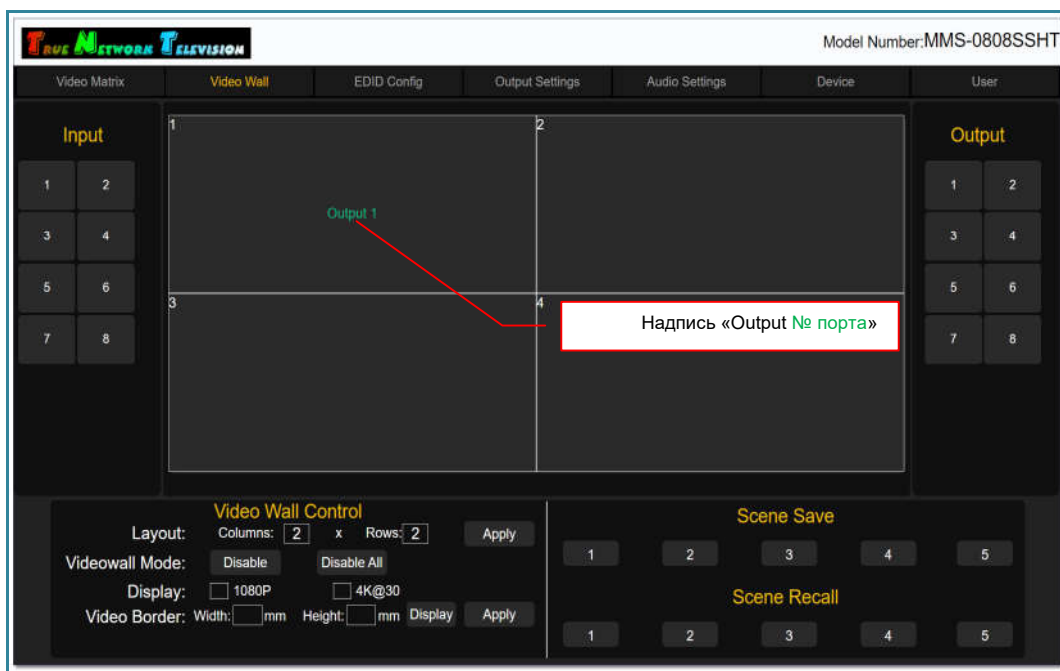 TRUE NETWORK TELEVISION
Model Number:MMS-0808SSHT
Video Matrix Video Wall EDID Config Output Settings Audio Settings Device User
Input
1 2
3 4
5 6
7 8
1 2
Output 1
3 4
Надпись «Output № порта»
Output
1 2
3 4
5 6
7 8
Video Wall Control
Layout: Columns: 2 x Rows: 2 Apply
Videowall Mode: Disable Disable All
Display: 1080P 4K@30
Video Border: Width: mm Height: mm Display Apply
Scene Save
1 2 3 4 5
Scene Recall
1 2 3 4 5